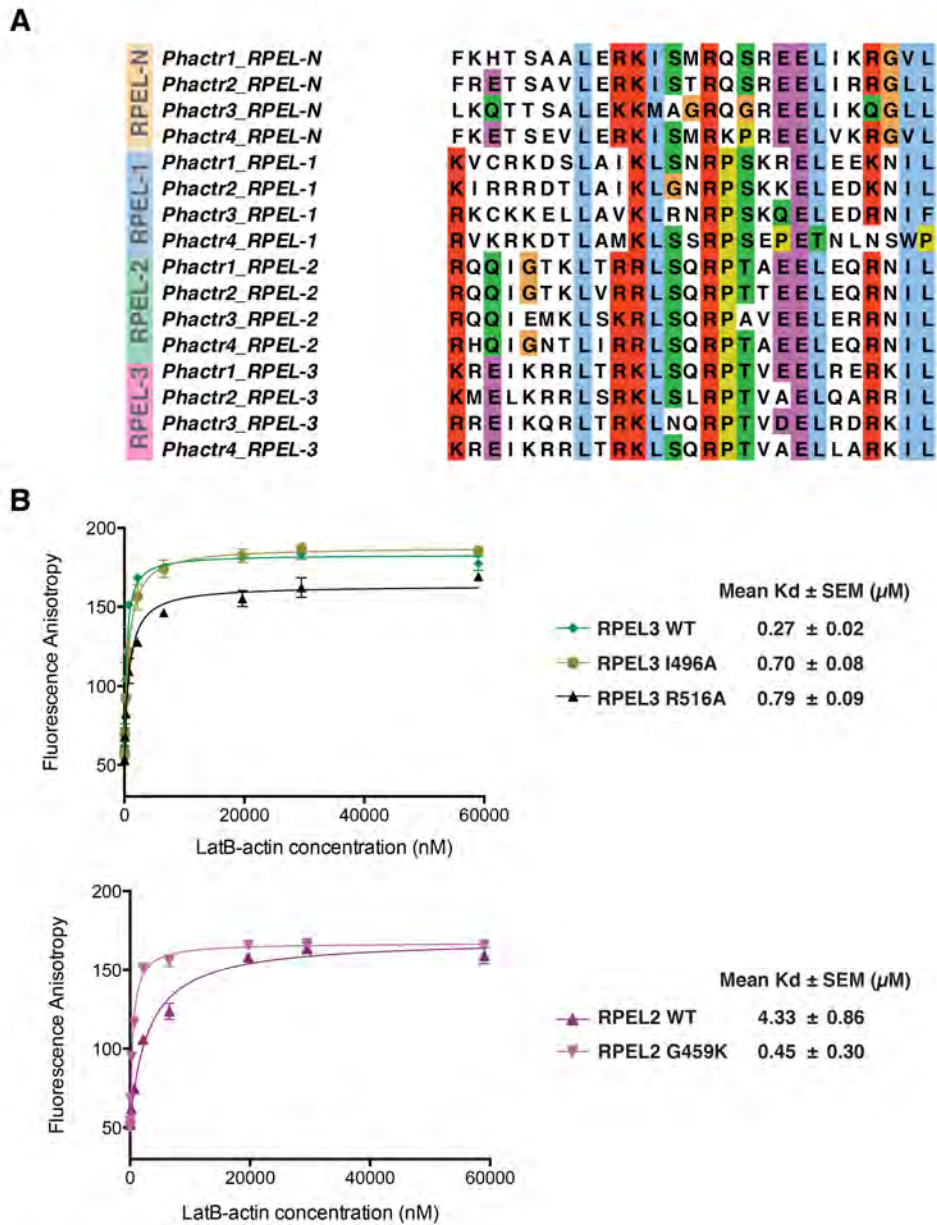 A
RPEL-N
Phactr1_RPEL-N FKHTSAALERKISMRQSREELIKRGVL
Phactr2_RPEL-N FRETSAVLERKISTRQSREELIRRGLL
Phactr3_RPEL-N LKQTTSALEKKMAGRQGREELIKQGLL
Phactr4_RPEL-N FKETSEVLERKISMRKPREELVKRGVL
RPEL-1
Phactr1_RPEL-1 KVCRKDSLAIKLSNRPSKRELEEKNIL
Phactr2_RPEL-1 KIRRRDTLAIKLGNRPSKKELEDKNIL
Phactr3_RPEL-1 RKCKKELLAVKLRNRPSKQELEDRNIF
Phactr4_RPEL-1 RVKRKDTLAMKLSSRPSEPETNLNSWP
RPEL-2
Phactr1_RPEL-2 RQQIGTKLTRRLSQRPTAEELEQRNIL
Phactr2_RPEL-2 RQQIGTKLVRRLSQRPTTEELEQRNIL
Phactr3_RPEL-2 RQQIEMKLSKRLSQRPAVEELERRNIL
Phactr4_RPEL-2 RHQIGNTLIRRLSQRPTAEELEQRNIL
RPEL-3
Phactr1_RPEL-3 KREIKRRLTRKLSQRPTVEELRERKIL
Phactr2_RPEL-3 KMELKRRLSRKLSLRPTVAELQARRIL
Phactr3_RPEL-3 RREIKQRLTRKLNQRPTVDELRDRKIL
Phactr4_RPEL-3 KREIKRRLTRKLSQRPTVAELLARKIL
B
Fluorescence Anisotropy
200
150
100
50
0 20000 40000 60000
LatB-actin concentration (nM)
Mean Kd ± SEM (µM)
RPEL3 WT 0.27 ± 0.02
RPEL3 I496A 0.70 ± 0.08
RPEL3 R516A 0.79 ± 0.09
Fluorescence Anisotropy
200
150
100
50
0 20000 40000 60000
LatB-actin concentration (nM)
Mean Kd ± SEM (µM)
RPEL2 WT 4.33 ± 0.86
RPEL2 G459K 0.45 ± 0.30